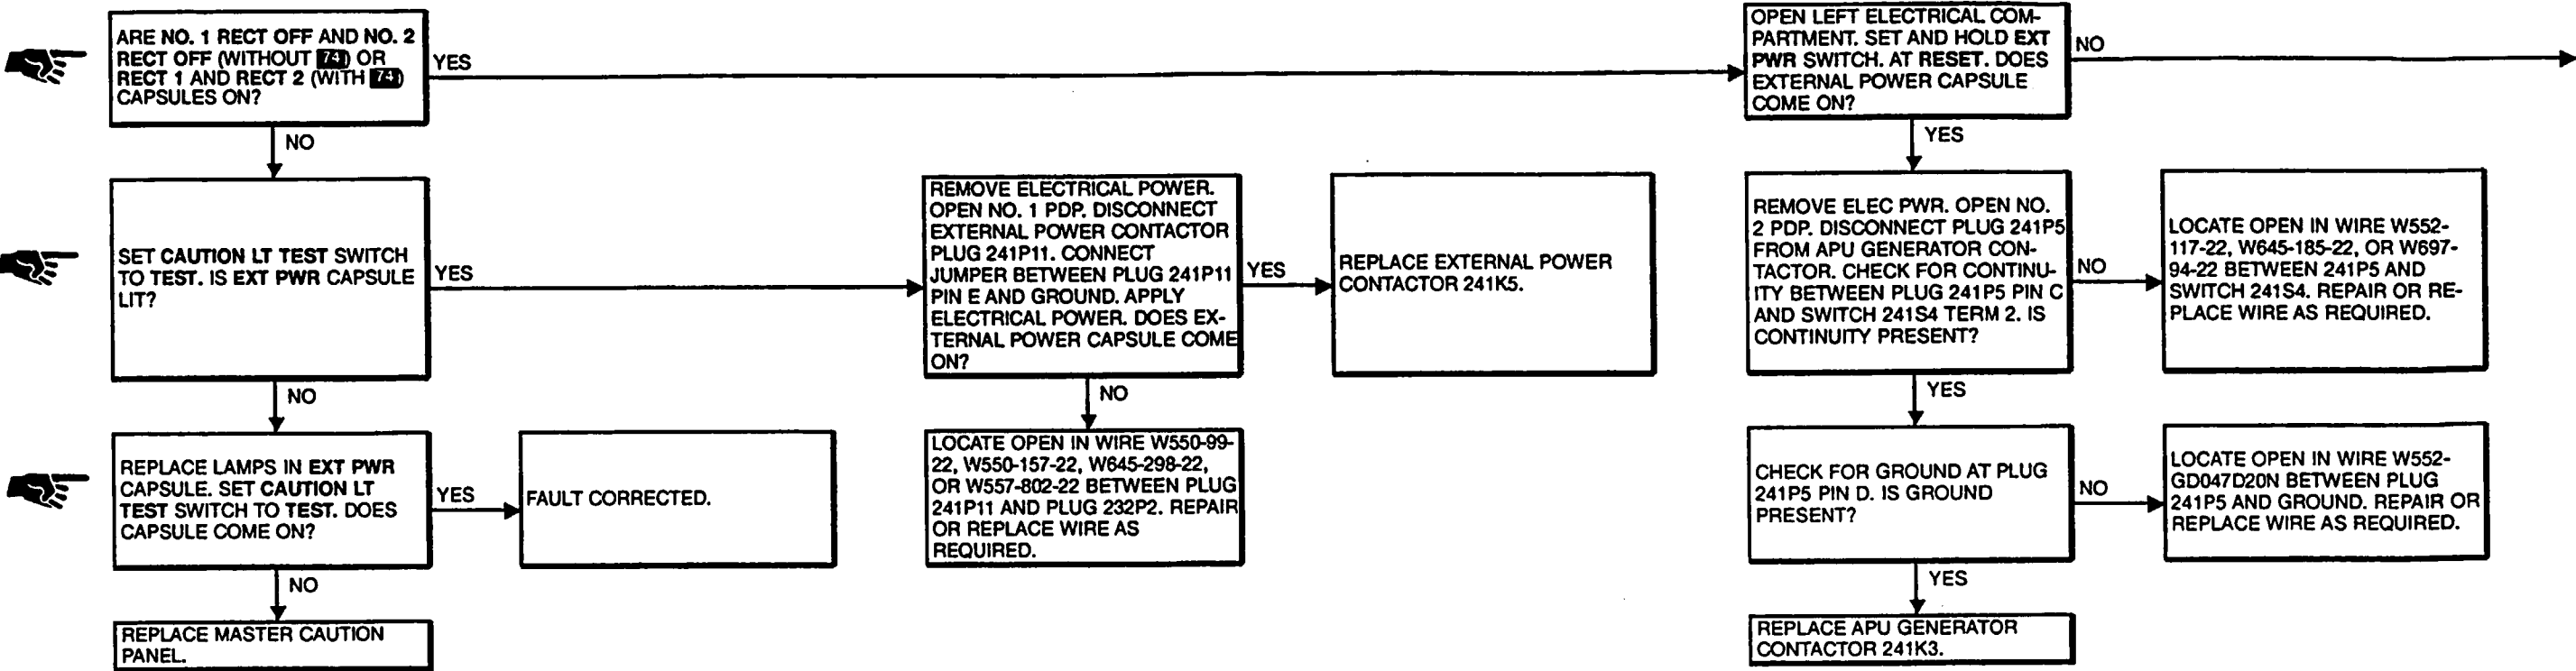 ARE NO. 1 RECT OFF AND NO. 2
RECT OFF (WITHOUT 74) OR
RECT 1 AND RECT 2 (WITH 74)
CAPSULES ON?
YES
NO
OPEN LEFT ELECTRICAL COM-
PARTMENT. SET AND HOLD EXT
PWR SWITCH. AT RESET. DOES
EXTERNAL POWER CAPSULE
COME ON?
NO
YES
SET CAUTION LT TEST SWITCH
TO TEST. IS EXT PWR CAPSULE
LIT?
YES
NO
REMOVE ELECTRICAL POWER.
OPEN NO. 1 PDP. DISCONNECT
EXTERNAL POWER CONTACTOR
PLUG 241P11. CONNECT
JUMPER BETWEEN PLUG 241P11
PIN E AND GROUND. APPLY
ELECTRICAL POWER. DOES EX-
TERNAL POWER CAPSULE COME
ON?
YES
NO
REPLACE EXTERNAL POWER
CONTACTOR 241K5.
REMOVE ELEC PWR. OPEN NO.
2 PDP. DISCONNECT PLUG 241P5
FROM APU GENERATOR CON-
TACTOR. CHECK FOR CONTINU-
ITY BETWEEN PLUG 241P5 PIN C
AND SWITCH 241S4 TERM 2. IS
CONTINUITY PRESENT?
NO
YES
LOCATE OPEN IN WIRE W552-
117-22, W645-185-22, OR W697-
94-22 BETWEEN 241P5 AND
SWITCH 241S4. REPAIR OR RE-
PLACE WIRE AS REQUIRED.
REPLACE LAMPS IN EXT PWR
CAPSULE. SET CAUTION LT
TEST SWITCH TO TEST. DOES
CAPSULE COME ON?
YES
NO
FAULT CORRECTED.
LOCATE OPEN IN WIRE W550-99-
22, W550-157-22, W645-298-22,
OR W557-802-22 BETWEEN PLUG
241P11 AND PLUG 232P2. REPAIR
OR REPLACE WIRE AS
REQUIRED.
CHECK FOR GROUND AT PLUG
241P5 PIN D. IS GROUND
PRESENT?
NO
YES
LOCATE OPEN IN WIRE W552-
GD047D20N BETWEEN PLUG
241P5 AND GROUND. REPAIR OR
REPLACE WIRE AS REQUIRED.
REPLACE MASTER CAUTION
PANEL.
REPLACE APU GENERATOR
CONTACTOR 241K3.